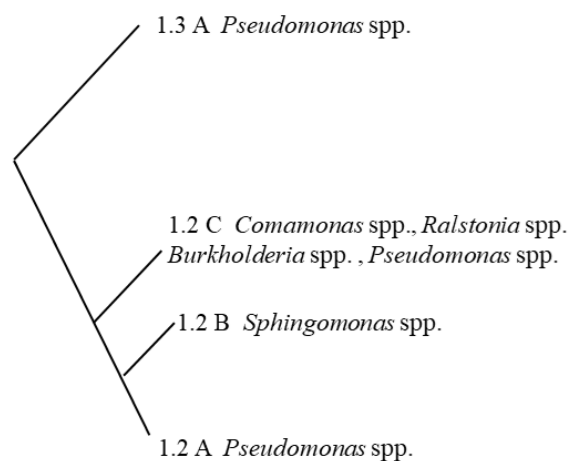 1.3 A Pseudomonas spp.
1.2 C Comamonas spp., Ralstonia spp.
Burkholderia spp. , Pseudomonas spp.
1.2 B Sphingomonas spp.
1.2 A Pseudomonas spp.